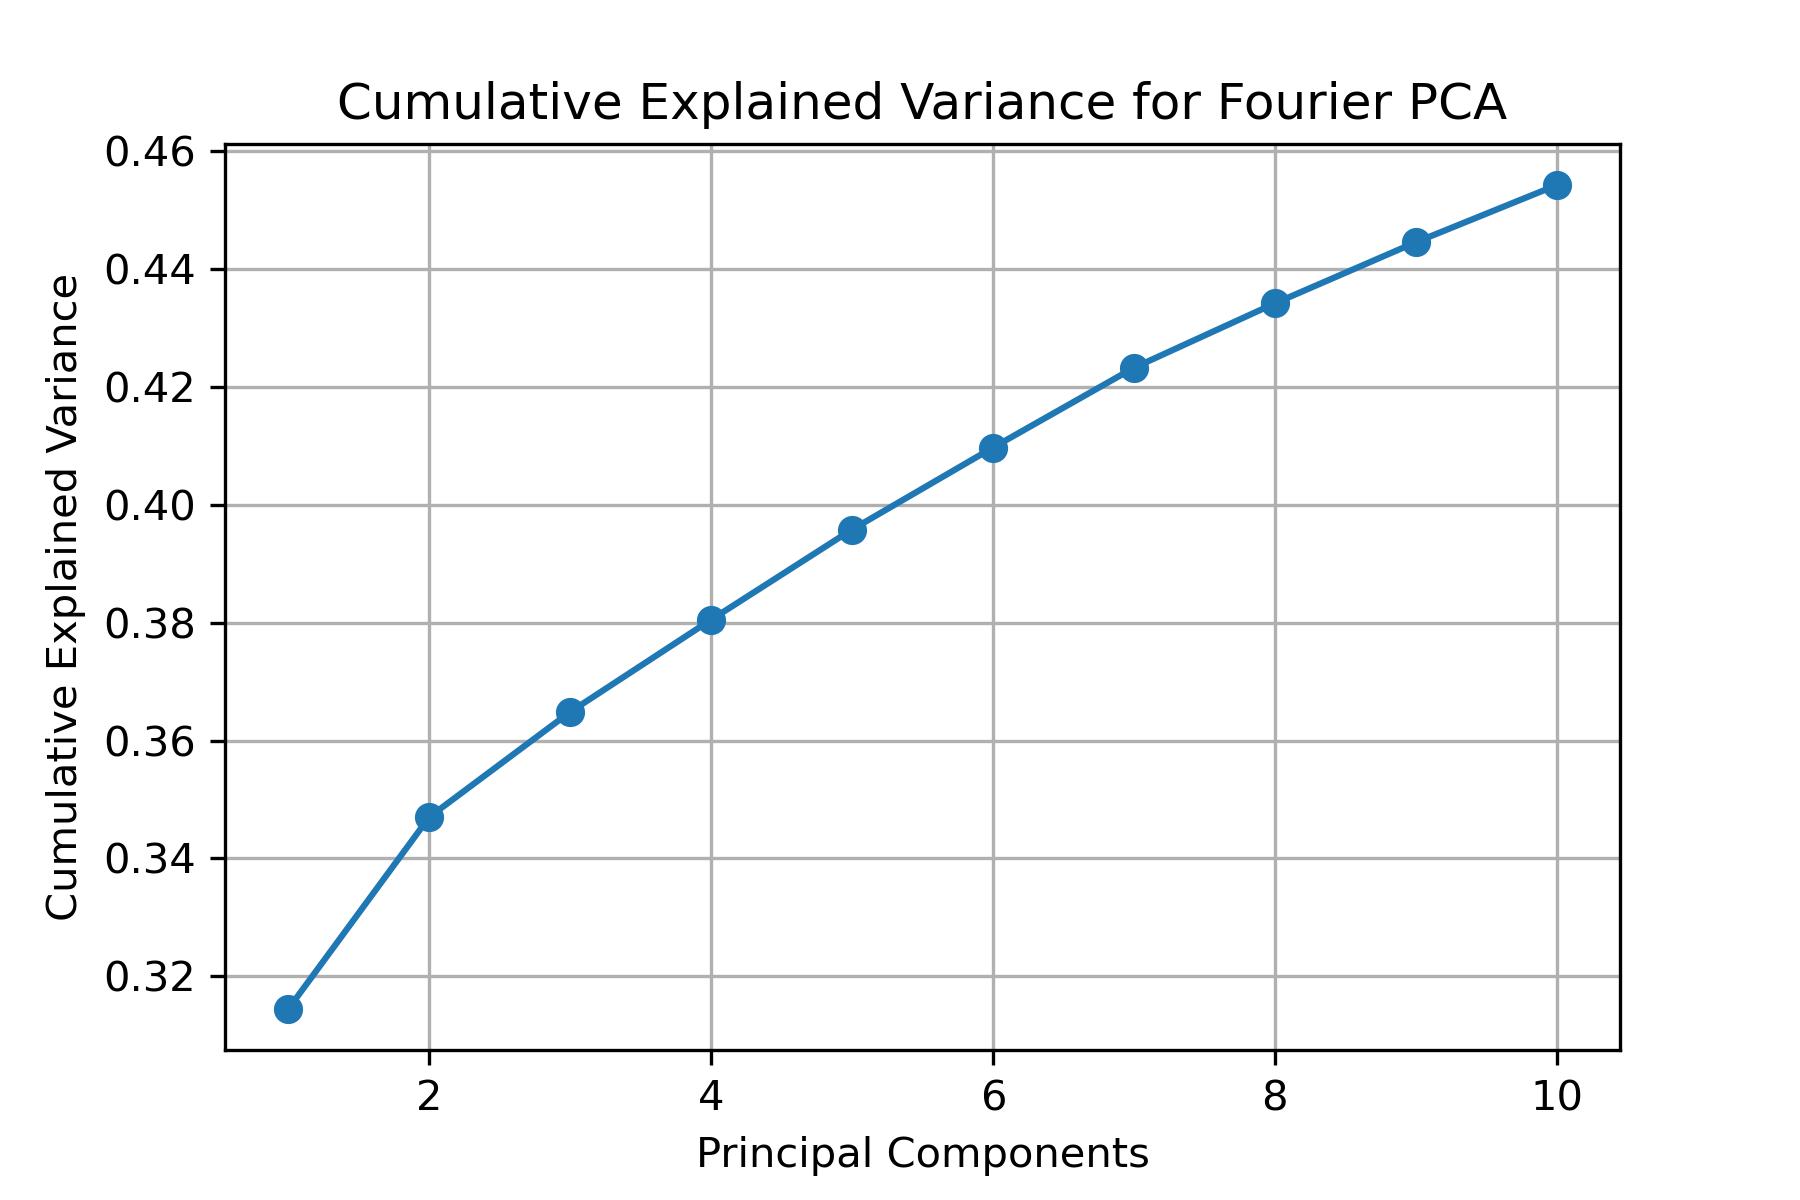 Cumulative Explained Variance for Fourier PCA
0.46
0.44
0.42
0.40
0.38
0.36
0.34
0.32
Cumulative Explained Variance
2 4 6 8 10
Principal Components